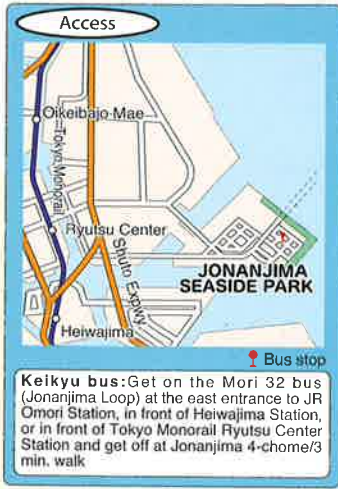 Access
Oikeibajo-Mae
Tokyo Monorail
Ryutsu Center
Shuto Expwy.
JONANJIMA
SEASIDE PARK
Heiwajima
Bus stop
Keikyu bus:Get on the Mori 32 bus
(Jonanjima Loop) at the east entrance to JR
Omori Station, in front of Heiwajima Station,
or in front of Tokyo Monorail Ryutsu Center
Station and get off at Jonanjima 4-chome/3
min. walk